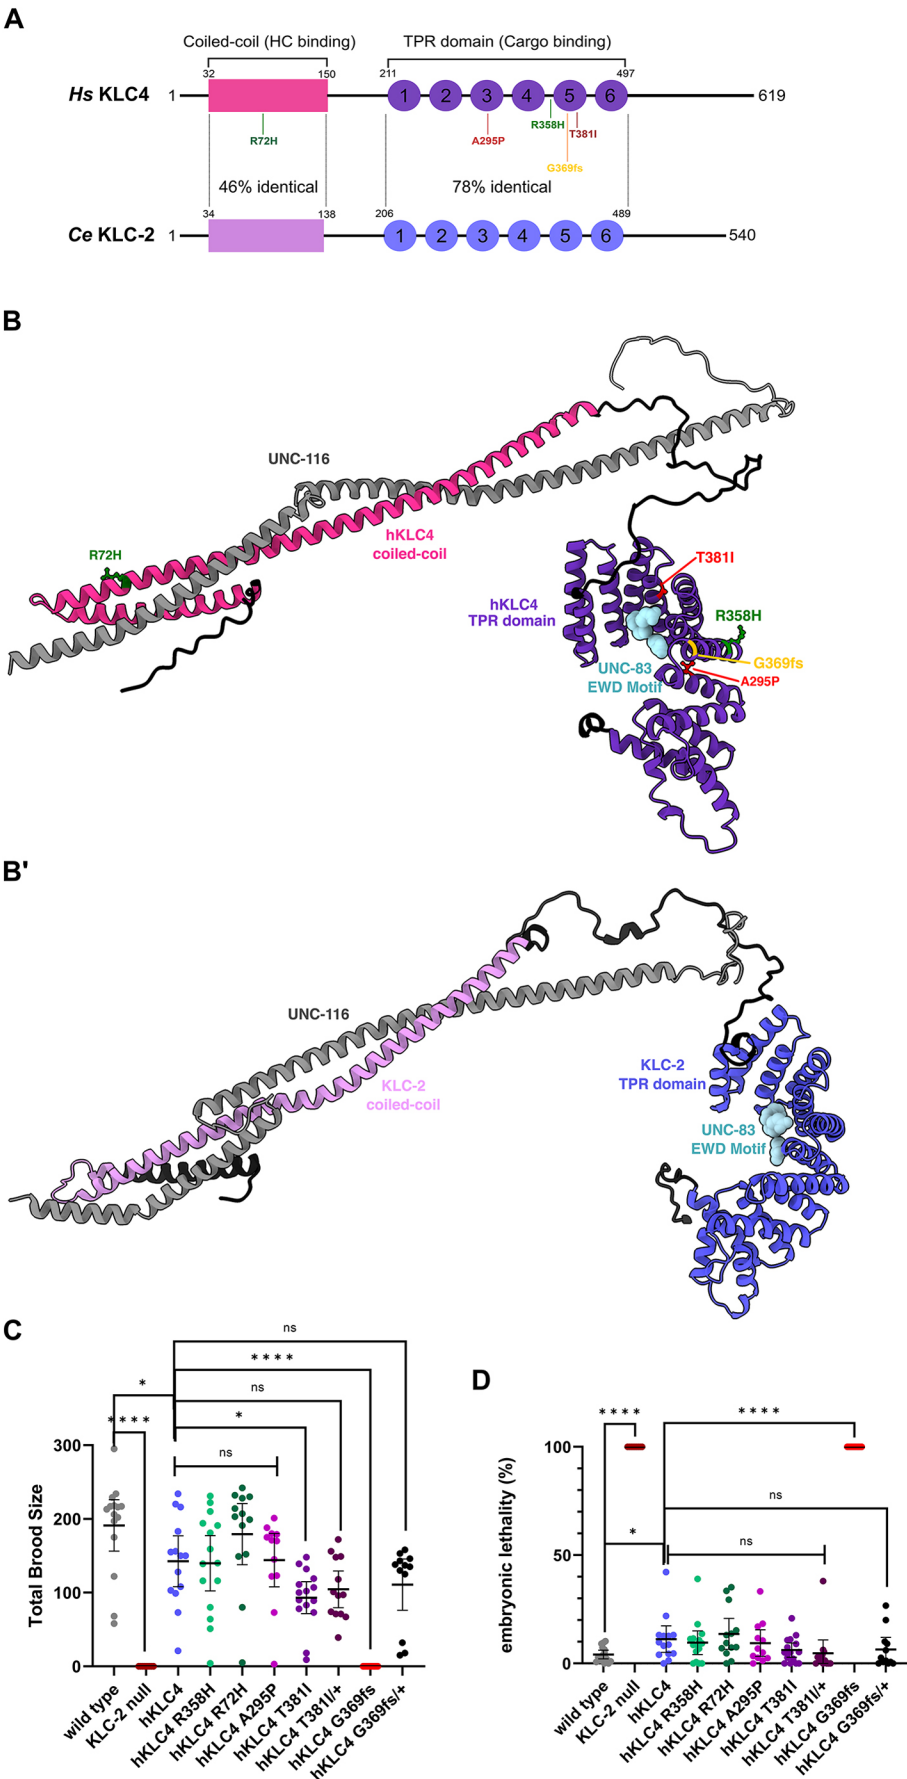 A
Coiled-coil (HC binding)
TPR domain (Cargo binding)
32
150
211
497
Hs KLC4
1
1
2
3
4
5
6
619
R72H
A295P
R358H
T381I
G369fs
46% identical
78% identical
34
138
206
489
Ce KLC-2
1
1
2
3
4
5
6
540
B
UNC-116
hKLC4
coiled-coil
R72H
T381I
hKLC4
TPR domain
R358H
UNC-83
EWD Motif
G369fs
A295P
B'
UNC-116
KLC-2
coiled-coil
KLC-2
TPR domain
UNC-83
EWD Motif
C
ns
****
ns
*
*
****
ns
300
200
100
0
Total Brood Size
wild type
KLC-2 null
hKLC4
hKLC4 R358H
hKLC4 R72H
hKLC4 A295P
hKLC4 T381I
hKLC4 T381I/+
hKLC4 G369fs
hKLC4 G369fs/+
D
****
****
ns
*
ns
100
50
0
embryonic lethality (%)
wild type
KLC-2 null
hKLC4
hKLC4 R358H
hKLC4 R72H
hKLC4 A295P
hKLC4 T381I
hKLC4 T381I/+
hKLC4 G369fs
hKLC4 G369fs/+